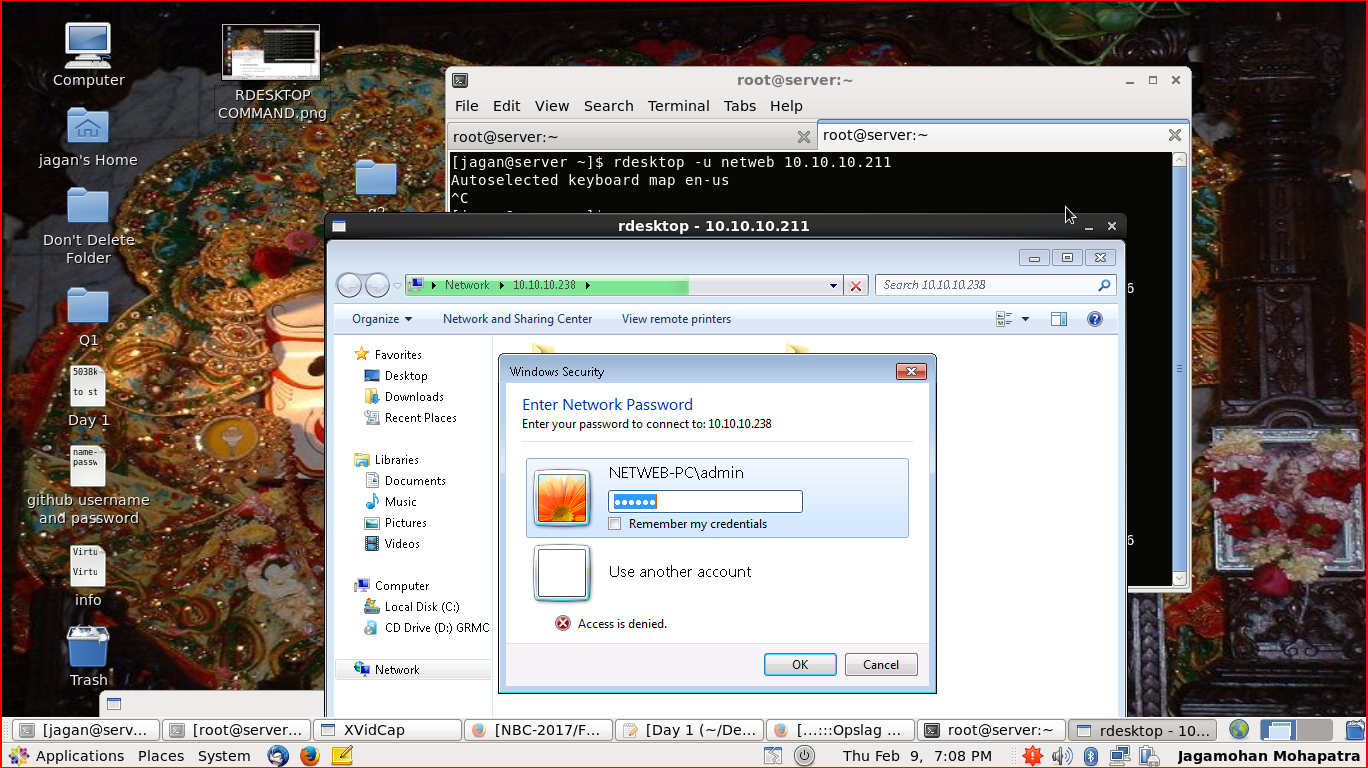 Computer
RDESKTOP
COMMAND.png
jagan's Home
Don't Delete
Folder
Q1
5038k
to st
Day 1
name-
passw
github username
and password
Virtu
Virtu
info
Trash
root@server:~
File Edit View Search Terminal Tabs Help
root@server:~
root@server:~
[jagan@server ~]$ rdesktop -u netweb 10.10.10.211
Autoselected keyboard map en-us
^C
6
6
rdesktop - 10.10.10.211
Network 10.10.10.238
Search 10.10.10.238
Organize
Network and Sharing Center
View remote printers
Favorites
Desktop
Downloads
Recent Places
Libraries
Documents
Music
Pictures
Videos
Computer
Local Disk (C:)
CD Drive (D:) GRMC
Network
Windows Security
Enter Network Password
Enter your password to connect to: 10.10.10.238
NETWEB-PC\admin
Remember my credentials
Use another account
Access is denied.
OK Cancel
[jagan@serv... [root@server... XVidCap [NBC-2017/F... [Day 1 (~/De... [...:::Opslag ... root@server:~ rdesktop - 10...
Applications Places System Thu Feb 9, 7:08 PM Jagamohan Mohapatra